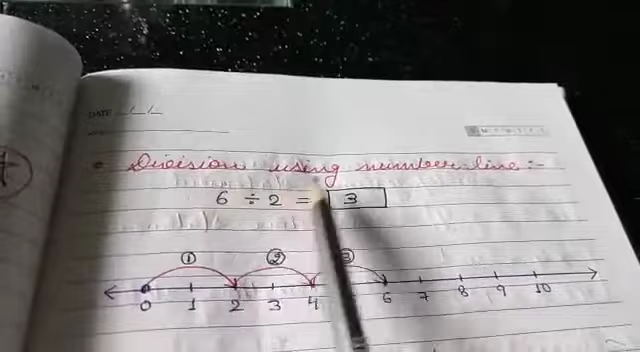 DATE
Division using number line :-
6 ÷ 2 = 3
1 2 3
0 1 2 3 4 6 7 8 9 10